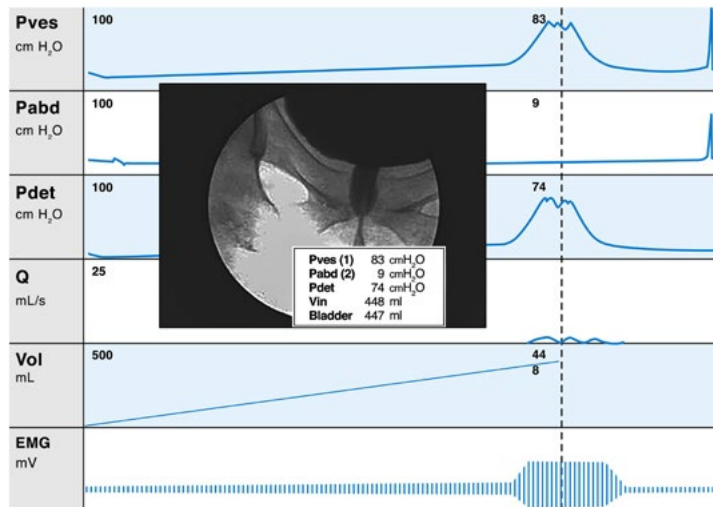 Pves
cm H₂O
100
83
Pabd
cm H₂O
100
9
Pdet
cm H₂O
100
74
Pves (1) 83 cmH₂O
Pabd (2) 9 cmH₂O
Pdet 74 cmH₂O
Vin 448 ml
Bladder 447 ml
Q
mL/s
25
Vol
mL
500
44
8
EMG
mV